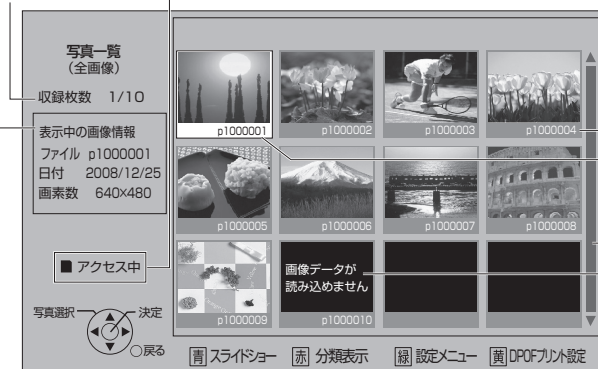 写真一覧
（全画像）
収録枚数 1/10
表示中の画像情報
ファイル p1000001
日付 2008/12/25
画素数 640×480
■ アクセス中
写真選択
決定
戻る
p1000001
p1000002
p1000003
p1000004
p1000005
p1000006
p1000007
p1000008
p1000009
画像データが
読み込めません
p1000010
青 スライドショー 赤 分類表示 緑 設定メニュー 黄 DPOFプリント設定